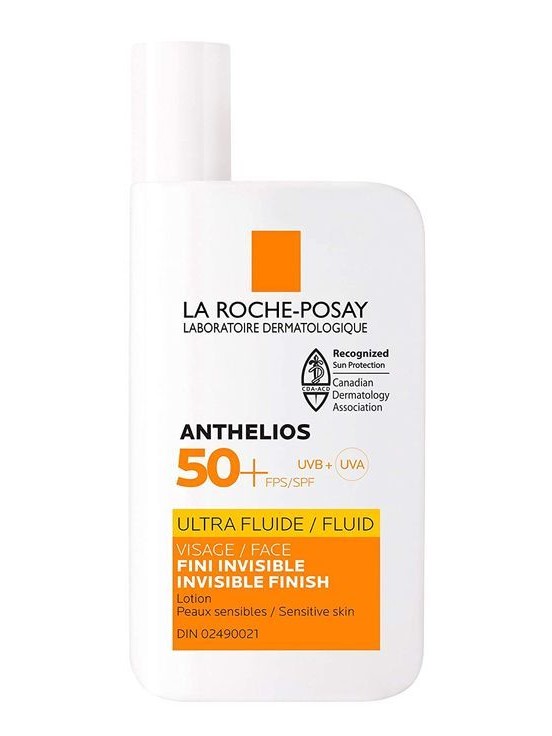 LA ROCHE-POSAY
LABORATOIRE DERMATOLOGIQUE
Recognized
Sun Protection
CDA-ACD
Canadian
Dermatology
Association
ANTHELIOS
50+
FPS/SPF
UVB + UVA
ULTRA FLUIDE / FLUID
VISAGE / FACE
FINI INVISIBLE
INVISIBLE FINISH
Lotion
Peaux sensibles / Sensitive skin
DIN 02490021